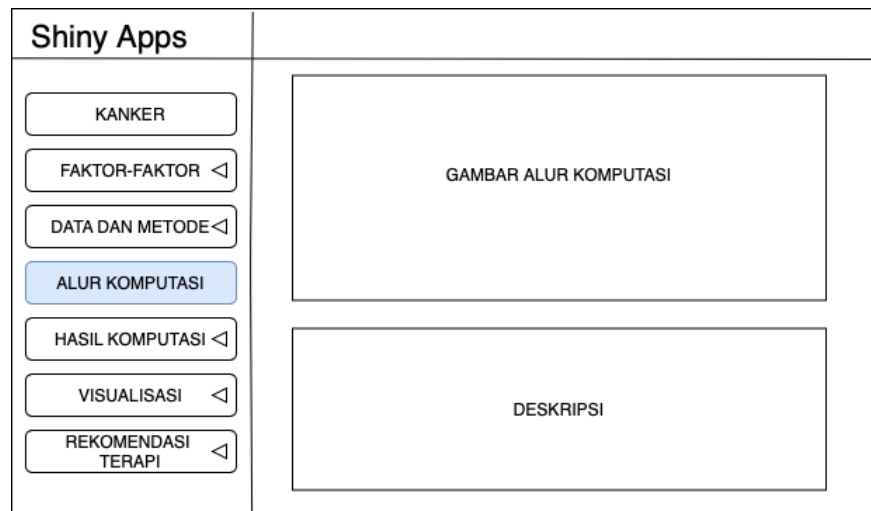 Shiny Apps
KANKER
FAKTOR-FAKTOR
DATA DAN METODE
ALUR KOMPUTASI
HASIL KOMPUTASI
VISUALISASI
REKOMENDASI
TERAPI
GAMBAR ALUR KOMPUTASI
DESKRIPSI